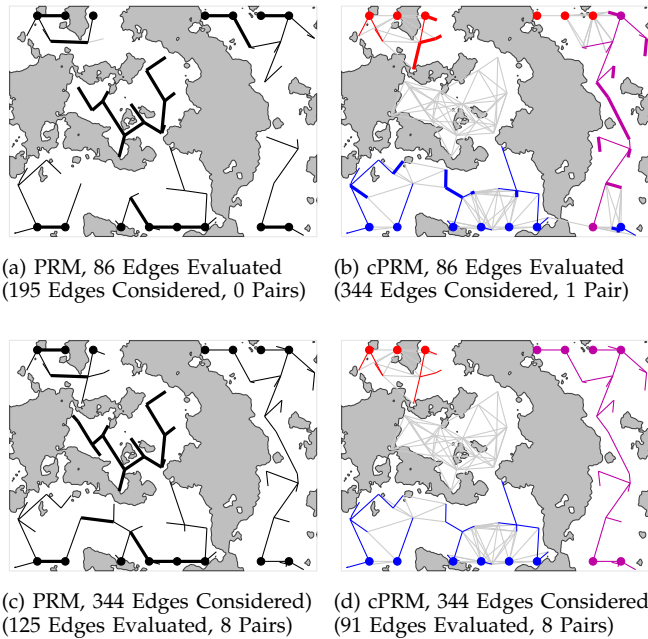 (a) PRM, 86 Edges Evaluated
(195 Edges Considered, 0 Pairs)
(b) cPRM, 86 Edges Evaluated
(344 Edges Considered, 1 Pair)
(c) PRM, 344 Edges Considered)
(125 Edges Evaluated, 8 Pairs)
(d) cPRM, 344 Edges Considered
(91 Edges Evaluated, 8 Pairs)